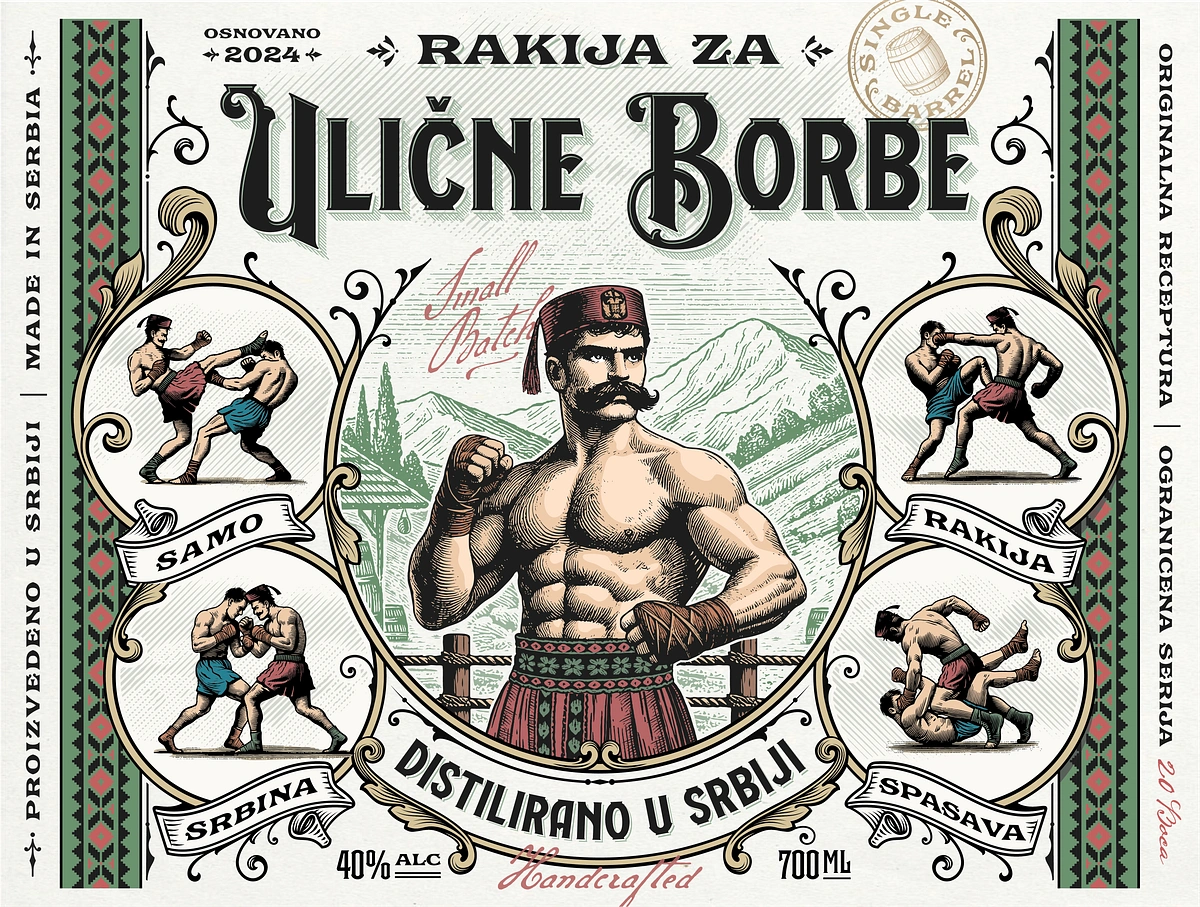 OSNOVANO
2024
RAKIJA ZA
ULIČNE BORBE
SINGLE
BARREL
Small
Batch
SAMO
RAKIJA
SRBINA
SPASAVA
DISTILIRANO U SRBIJI
40% ALC
Handcrafted
700 ML
PROIZVEDENO U SRBIJI | MADE IN SERBIA
ORIGINALNA RECEPTURA | OGRANICENA SERIJA 20 Boca